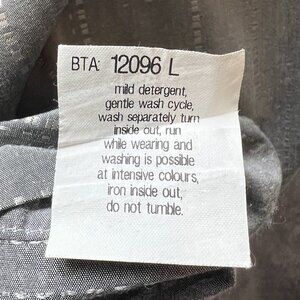 BTA: 12096 L
mild detergent,
gentle wash cycle,
wash separately turn
inside out, run
while wearing and
washing is possible
at intensive colours,
iron inside out,
do not tumble.